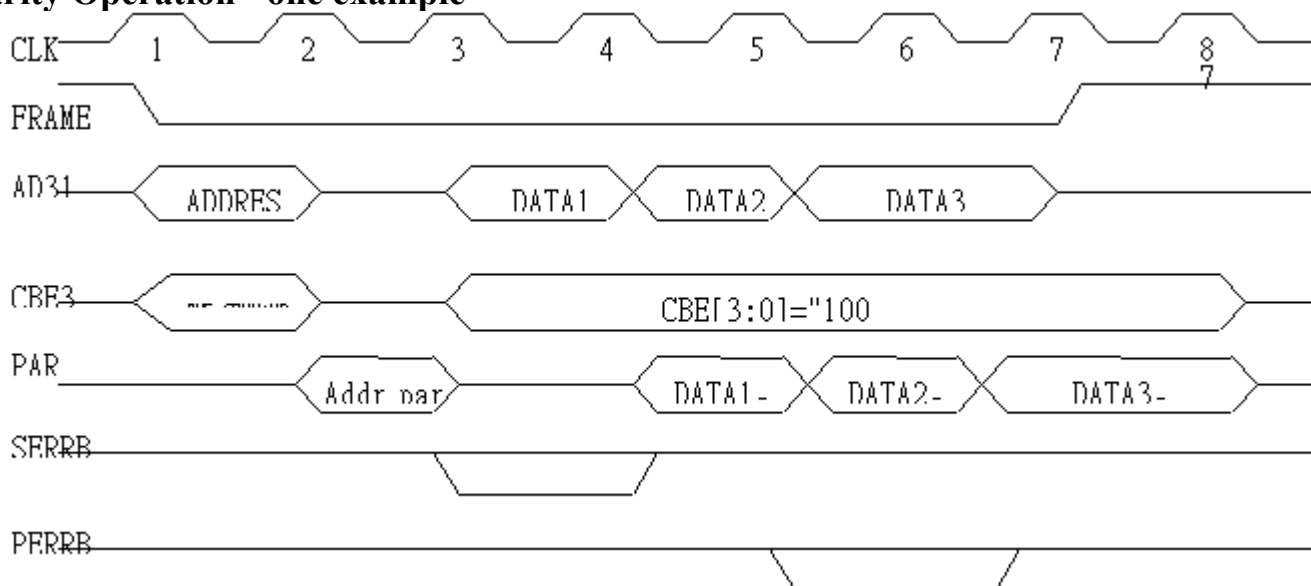 arity Operation - one example
CLK 1 2 3 4 5 6 7 8
7
FRAME
AD31 ADDRES DATA1 DATA2 DATA3
CBE3 CBE[3:0]="100
PAR Addr par DATA1- DATA2- DATA3-
SERRB
PERRB